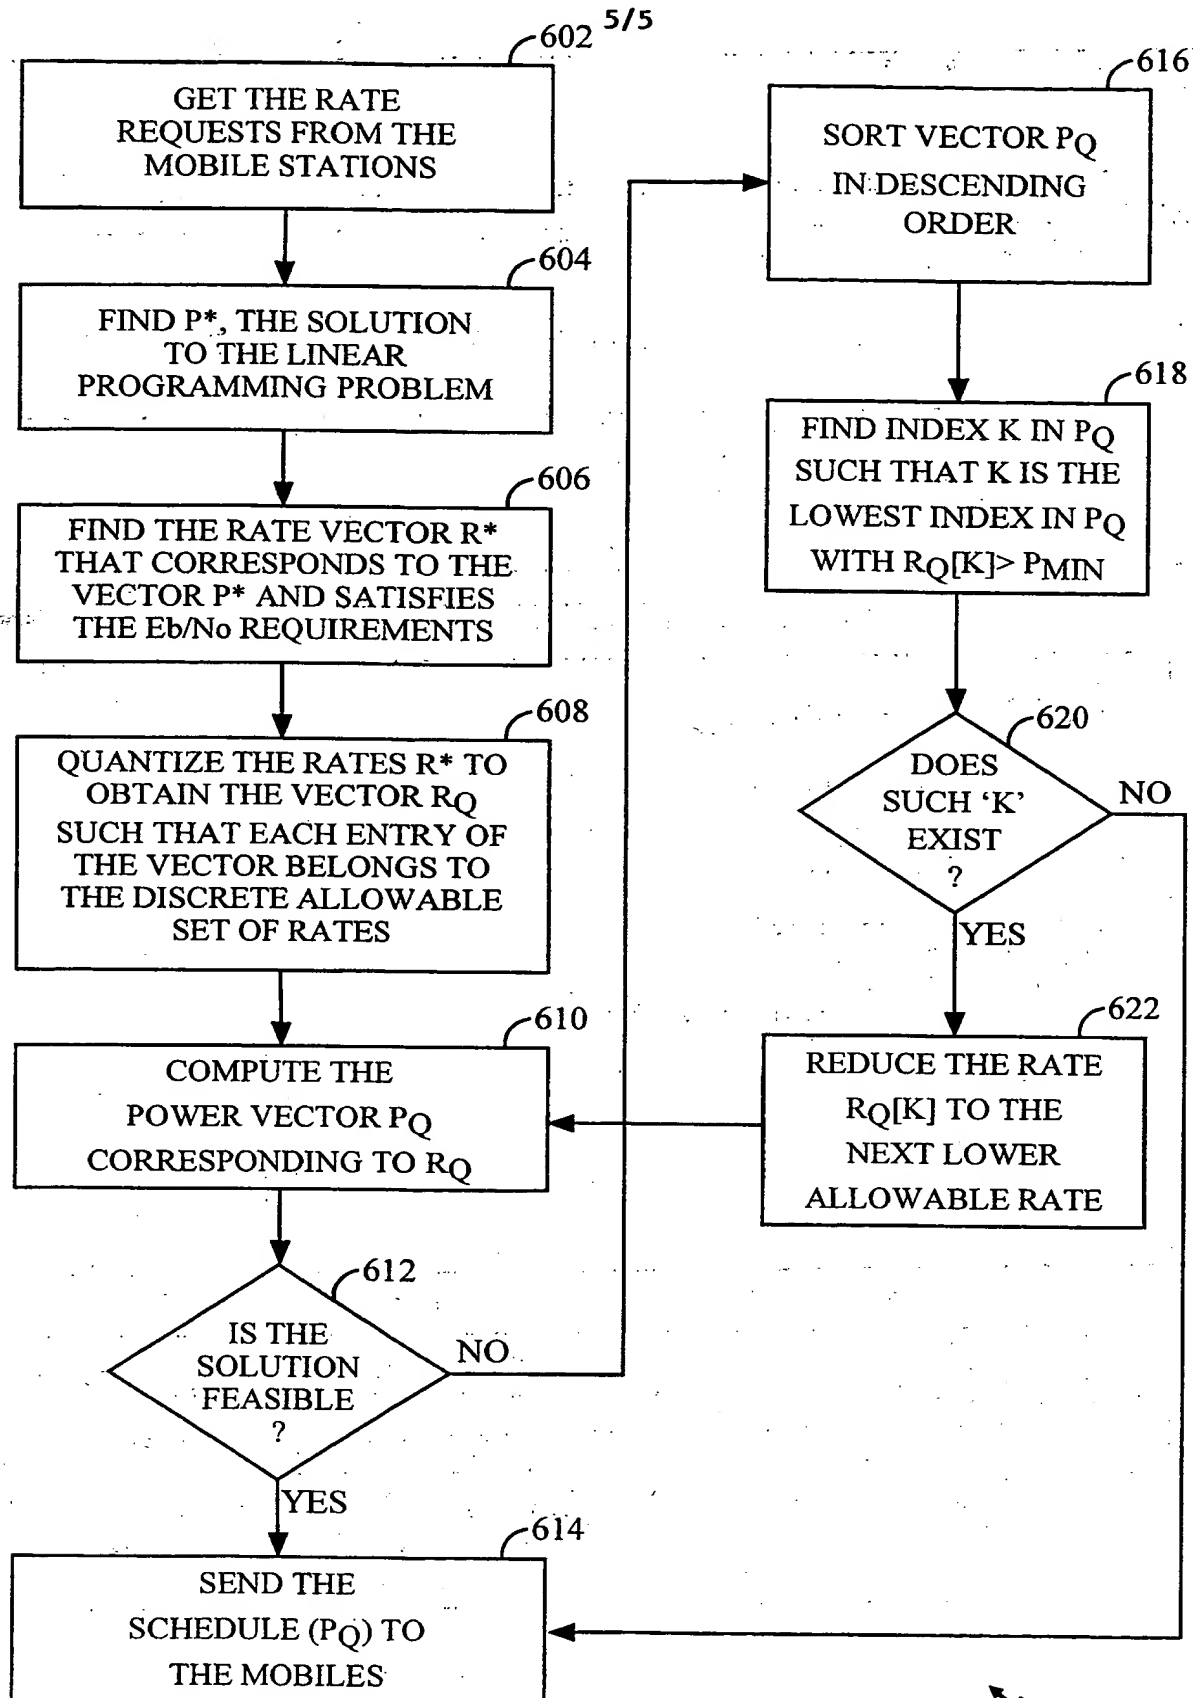 5/5
602
GET THE RATE
REQUESTS FROM THE
MOBILE STATIONS
604
FIND P*, THE SOLUTION
TO THE LINEAR
PROGRAMMING PROBLEM
606
FIND THE RATE VECTOR R*
THAT CORRESPONDS TO THE
VECTOR P* AND SATISFIES
THE Eb/No REQUIREMENTS
608
QUANTIZE THE RATES R* TO
OBTAIN THE VECTOR RQ
SUCH THAT EACH ENTRY OF
THE VECTOR BELONGS TO
THE DISCRETE ALLOWABLE
SET OF RATES
610
COMPUTE THE
POWER VECTOR PQ
CORRESPONDING TO RQ
612
IS THE
SOLUTION
FEASIBLE
?
NO
YES
614
SEND THE
SCHEDULE (PQ) TO
THE MOBILES
616
SORT VECTOR PQ
IN DESCENDING
ORDER
618
FIND INDEX K IN PQ
SUCH THAT K IS THE
LOWEST INDEX IN PQ
WITH RQ[K]> PMIN
620
DOES
SUCH ‘K’
EXIST
?
NO
YES
622
REDUCE THE RATE
RQ[K] TO THE
NEXT LOWER
ALLOWABLE RATE